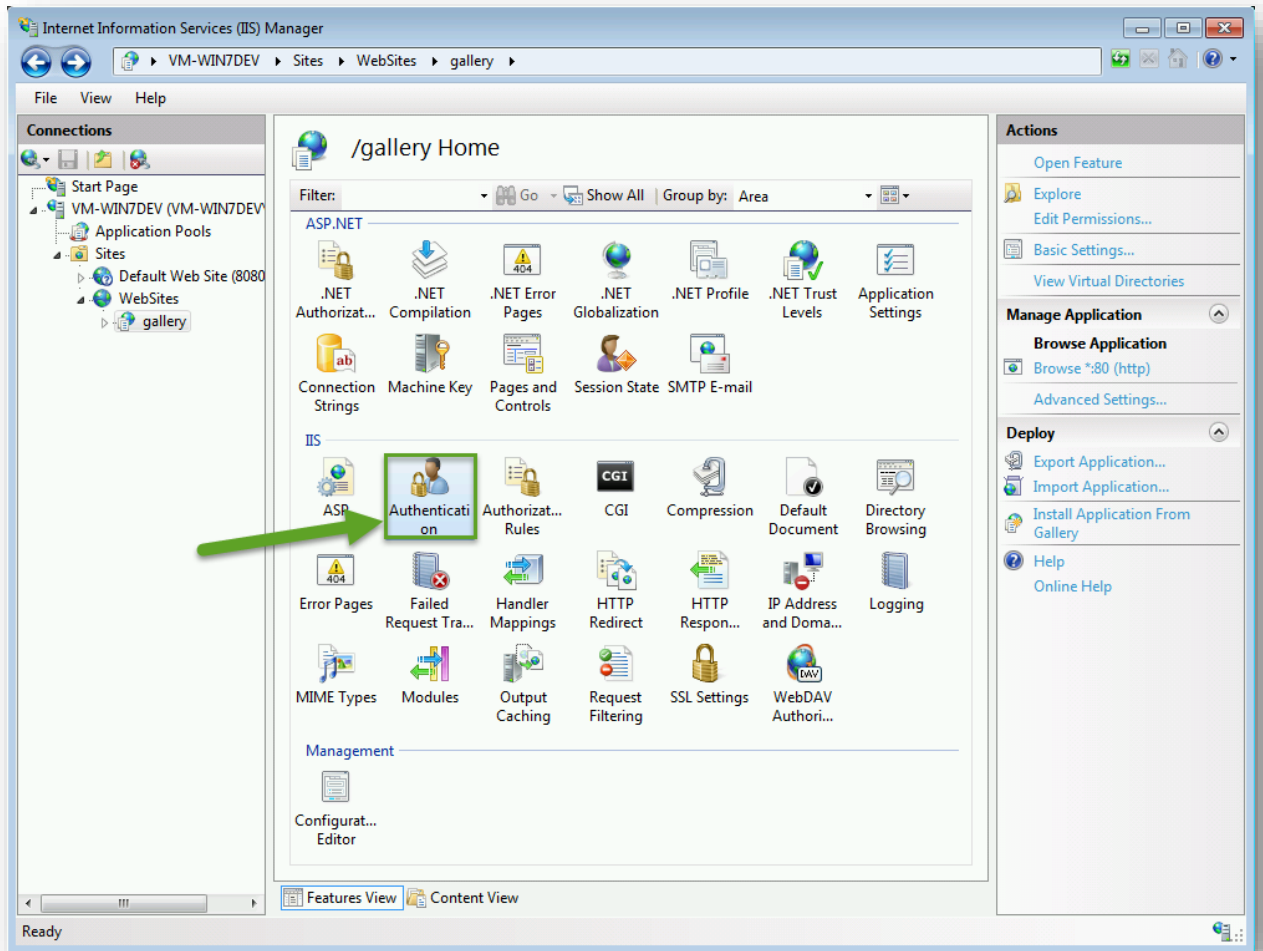 Internet Information Services (IIS) Manager
VM-WIN7DEV Sites WebSites gallery
File View Help
Connections
Start Page
VM-WIN7DEV (VM-WIN7DEV
Application Pools
Sites
Default Web Site (8080
WebSites
gallery
/gallery Home
Filter: Go Show All Group by: Area
ASP.NET
.NET Authorizat...
.NET Compilation
.NET Error Pages
.NET Globalization
.NET Profile
.NET Trust Levels
Application Settings
Connection Strings
Machine Key
Pages and Controls
Session State
SMTP E-mail
IIS
ASP
Authenticati
on
Authorizat... Rules
CGI
Compression
Default Document
Directory Browsing
Error Pages
Failed Request Tra...
Handler Mappings
HTTP Redirect
HTTP Respon...
IP Address and Doma...
Logging
MIME Types
Modules
Output Caching
Request Filtering
SSL Settings
WebDAV Authori...
Management
Configurat... Editor
Features View Content View
Actions
Open Feature
Explore
Edit Permissions...
Basic Settings...
View Virtual Directories
Manage Application
Browse Application
Browse *:80 (http)
Advanced Settings...
Deploy
Export Application...
Import Application...
Install Application From
Gallery
Help
Online Help
Ready